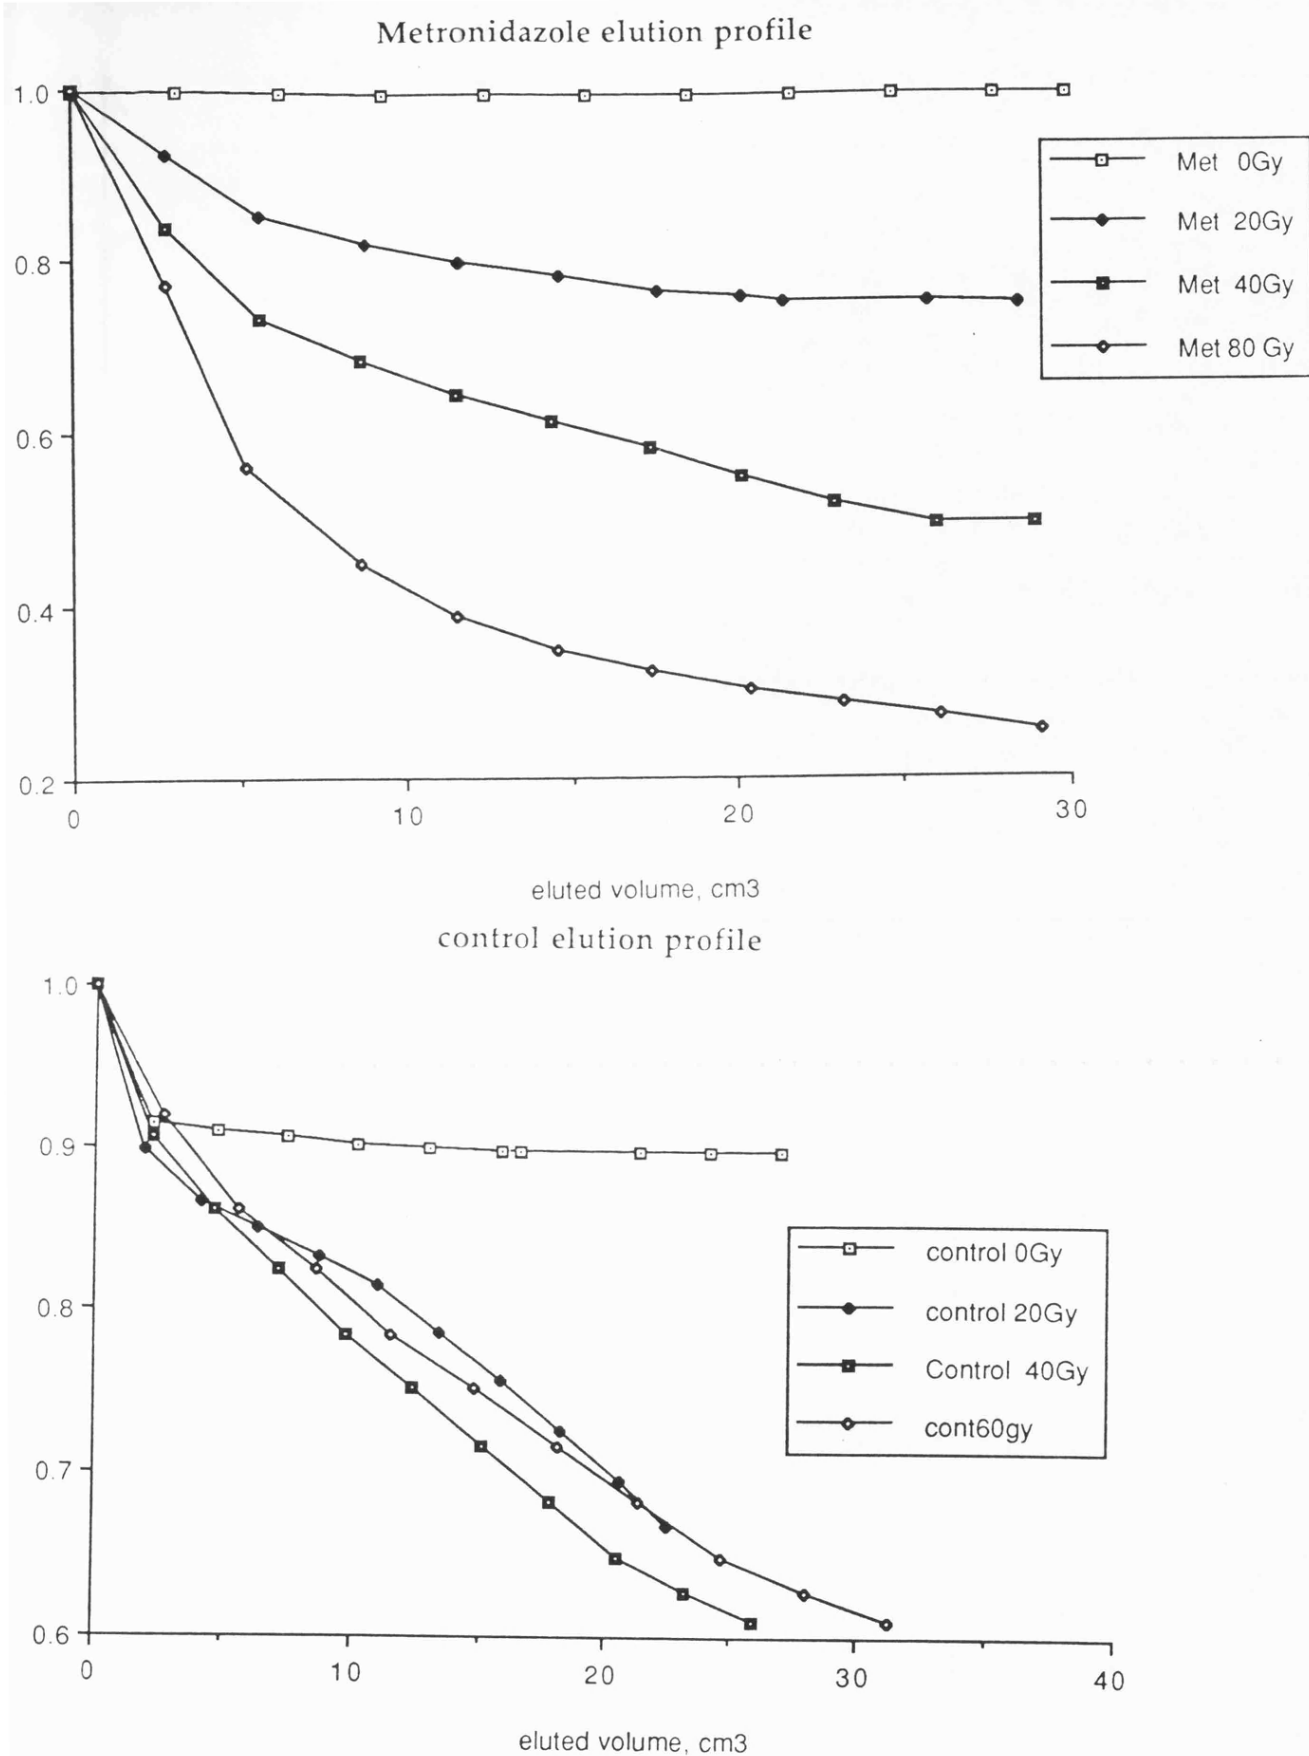 Metronidazole elution profile
1.0
0.8
0.6
0.4
0.2
0 10 20 30
eluted volume, cm3
Met 0Gy
Met 20Gy
Met 40Gy
Met 80 Gy
control elution profile
1.0
0.9
0.8
0.7
0.6
0 10 20 30 40
eluted volume, cm3
control 0Gy
control 20Gy
Control 40Gy
cont60gy